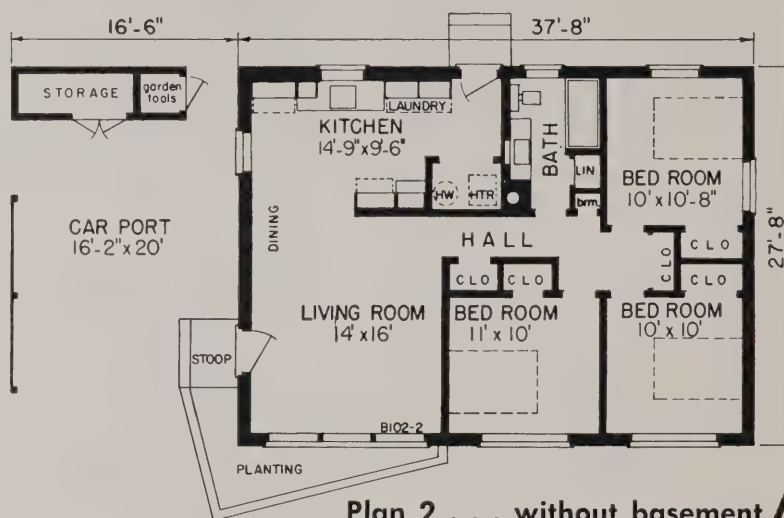 16'-6"
37'-8"
STORAGE
garden
tools
LAUNDRY
KITCHEN
14'-9"x9'-6"
BATH
LIN
brm.
HW
HTR
BED ROOM
10'x10'-8"
27'-8"
CAR PORT
16'-2"x20'
DINING
HALL
CLO
CLO
CLO
CLO
CLO
LIVING ROOM
14'x16'
BED ROOM
11'x10'
BED ROOM
10'x10'
STOOP
B102-2
PLANTING
Plan 2 . . . without basement